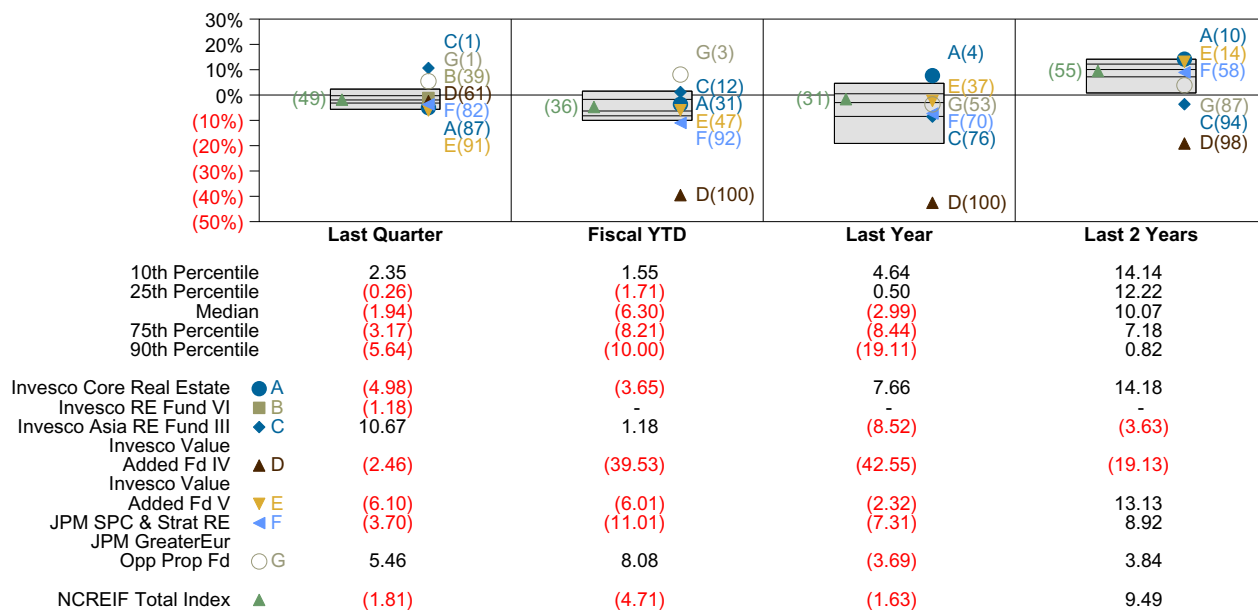 30%
20%
10%
0%
(10%)
(20%)
(30%)
(40%)
(50%)
(49)
C(1)
G(1)
B(39)
D(61)
F(82)
A(87)
E(91)
(36)
G(3)
C(12)
A(31)
E(47)
F(92)
D(100)
(31)
A(4)
E(37)
G(53)
F(70)
C(76)
D(100)
(55)
A(10)
E(14)
F(58)
G(87)
C(94)
D(98)
Last Quarter Fiscal YTD Last Year Last 2 Years
10th Percentile 2.35 1.55 4.64 14.14
25th Percentile (0.26) (1.71) 0.50 12.22
Median (1.94) (6.30) (2.99) 10.07
75th Percentile (3.17) (8.21) (8.44) 7.18
90th Percentile (5.64) (10.00) (19.11) 0.82
Invesco Core Real Estate A (4.98) (3.65) 7.66 14.18
Invesco RE Fund VI B (1.18) - - -
Invesco Asia RE Fund III C 10.67 1.18 (8.52) (3.63)
Invesco Value
Added Fd IV D (2.46) (39.53) (42.55) (19.13)
Invesco Value
Added Fd V E (6.10) (6.01) (2.32) 13.13
JPM SPC & Strat RE F (3.70) (11.01) (7.31) 8.92
JPM GreaterEur
Opp Prop Fd G 5.46 8.08 (3.69) 3.84
NCREIF Total Index (1.81) (4.71) (1.63) 9.49